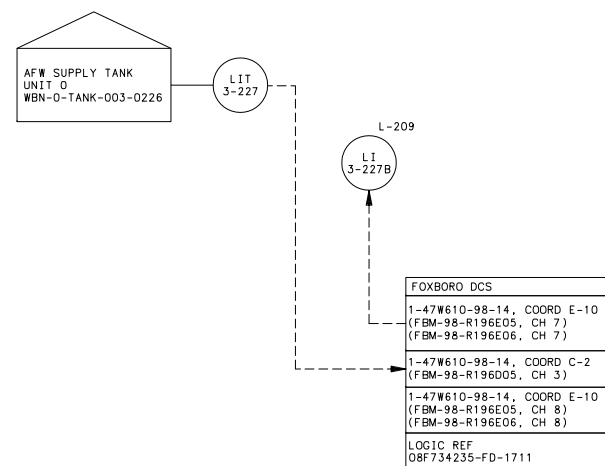 AFW SUPPLY TANK
UNIT 0
WBN-0-TANK-003-0226
LIT
3-227
L-209
LI
3-227B
FOXBORO DCS
1-47W610-98-14, COORD E-10
(FBM-98-R196E05, CH 7)
(FBM-98-R196E06, CH 7)
1-47W610-98-14, COORD C-2
(FBM-98-R196D05, CH 3)
1-47W610-98-14, COORD E-10
(FBM-98-R196E05, CH 8)
(FBM-98-R196E06, CH 8)
LOGIC REF
08F734235-FD-1711